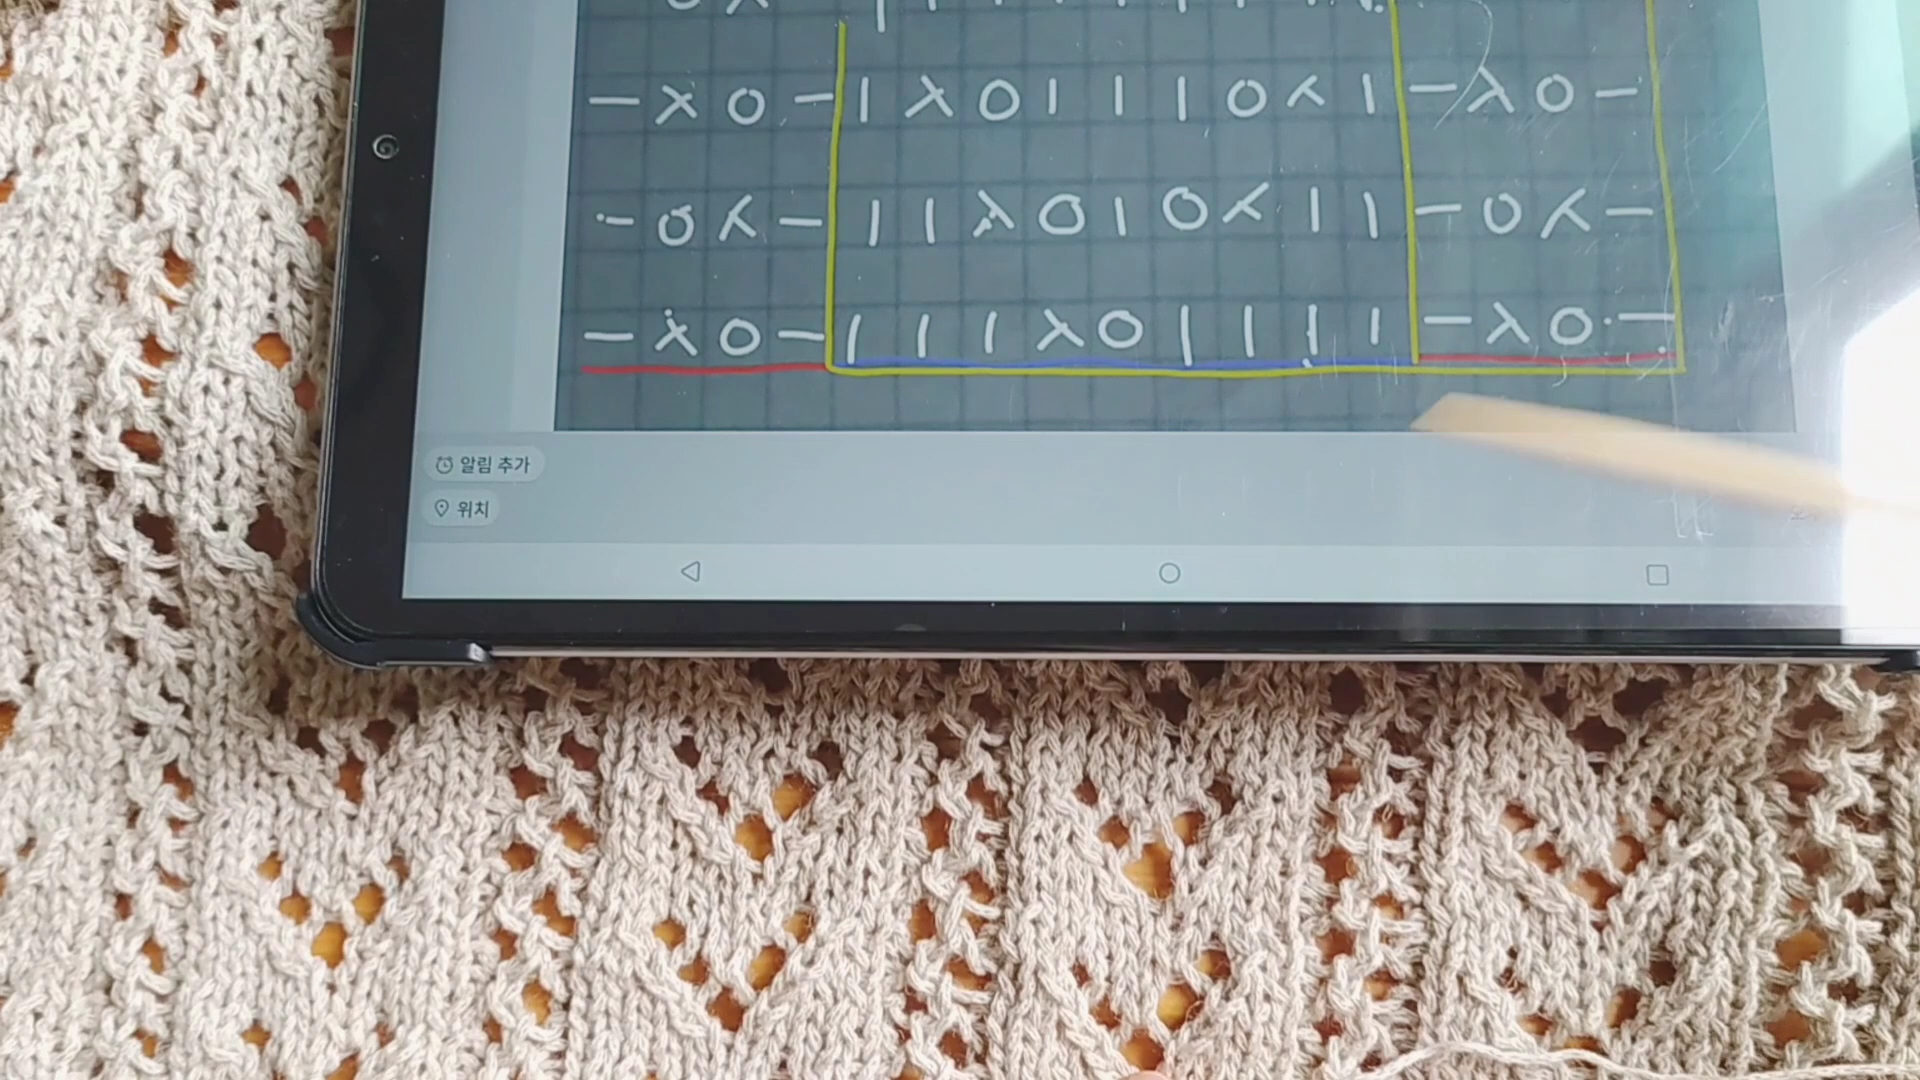 — ⋋ O — | ⋋ O | | | O ⋌ | — ⋋ O —
— O ⋌ — | | ⋋ O | O ⋌ | | — O ⋌ —
— ⋋ O — | | | ⋋ O | | | | — ⋋ O —
알림 추가
위치